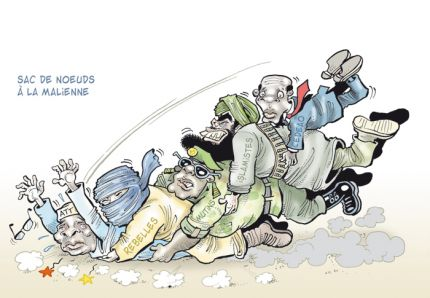 SAC DE NOEUDS
À LA MALIENNE
ATT
REBELLES
MUTINS
ISLAMISTES
CEDEAO